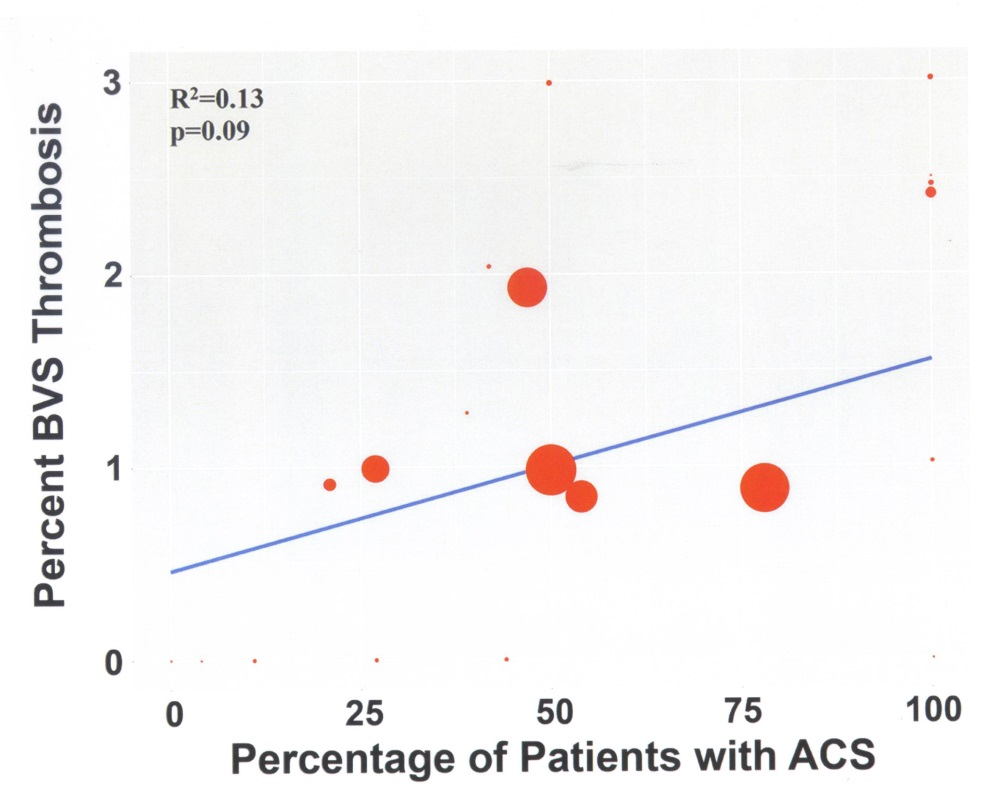 R²=0.13
p=0.09
Percent BVS Thrombosis
3
2
1
0
0 25 50 75 100
Percentage of Patients with ACS